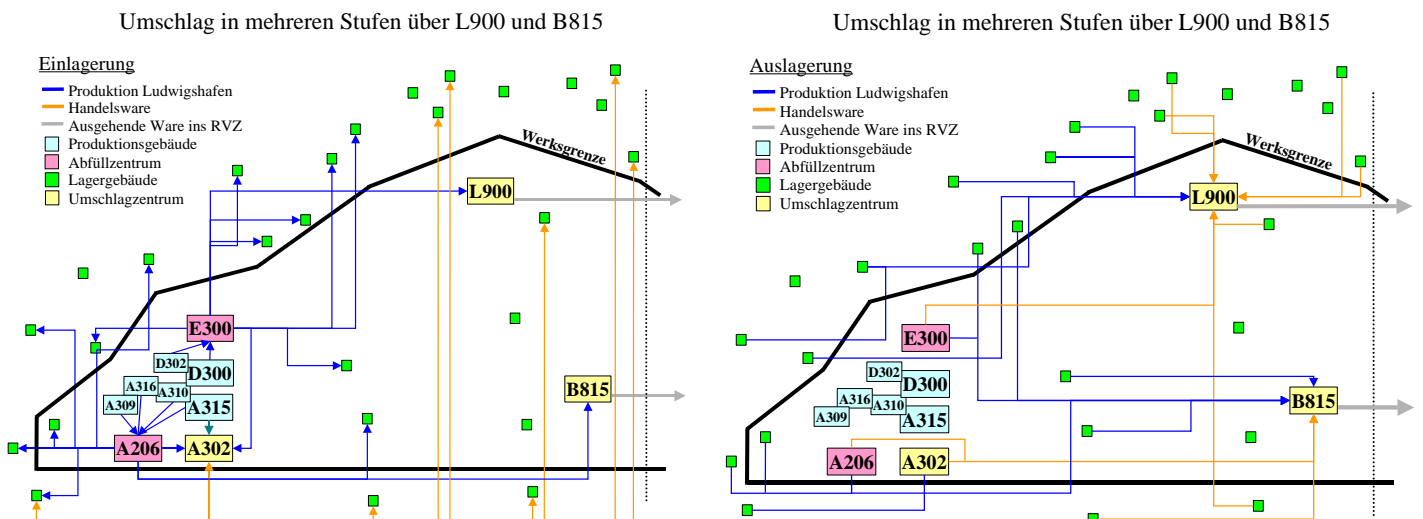 Umschlag in mehreren Stufen über L900 und B815
Einlagerung
Produktion Ludwigshafen
Handelsware
Ausgehende Ware ins RVZ
Produktionsgebäude
Abfüllzentrum
Lagergebäude
Umschlagzentrum
Werksgrenze
L900
E300
D302
D300
A316
A310
A309
A315
B815
A206
A302
Umschlag in mehreren Stufen über L900 und B815
Auslagerung
Produktion Ludwigshafen
Handelsware
Ausgehende Ware ins RVZ
Produktionsgebäude
Abfüllzentrum
Lagergebäude
Umschlagzentrum
Werksgrenze
L900
E300
D302
D300
A316
A310
A309
A315
B815
A206
A302